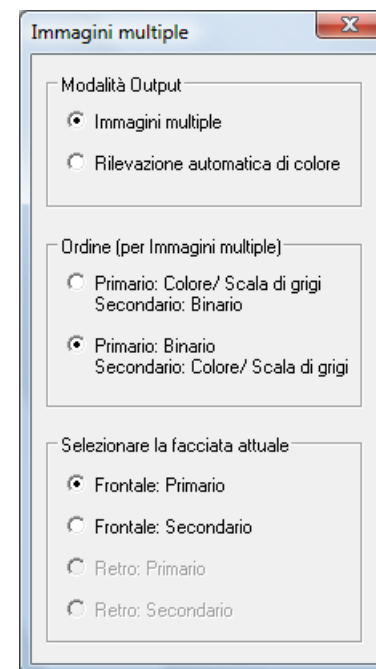 Immagini multiple
Modalità Output
Immagini multiple
Rilevazione automatica di colore
Ordine (per Immagini multiple)
Primario: Colore/ Scala di grigi
Secondario: Binario
Primario: Binario
Secondario: Colore/ Scala di grigi
Selezionare la facciata attuale
Frontale: Primario
Frontale: Secondario
Retro: Primario
Retro: Secondario